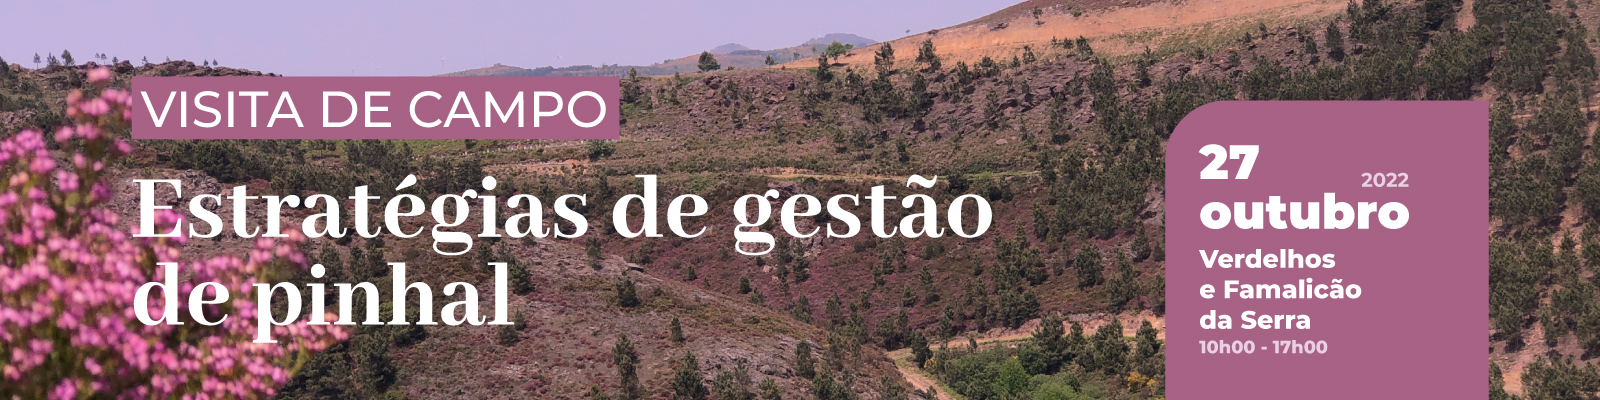 VISITA DE CAMPO
Estratégias de gestão
de pinhal
27
2022
outubro
Verdelhos
e Famalicão
da Serra
10h00 - 17h00